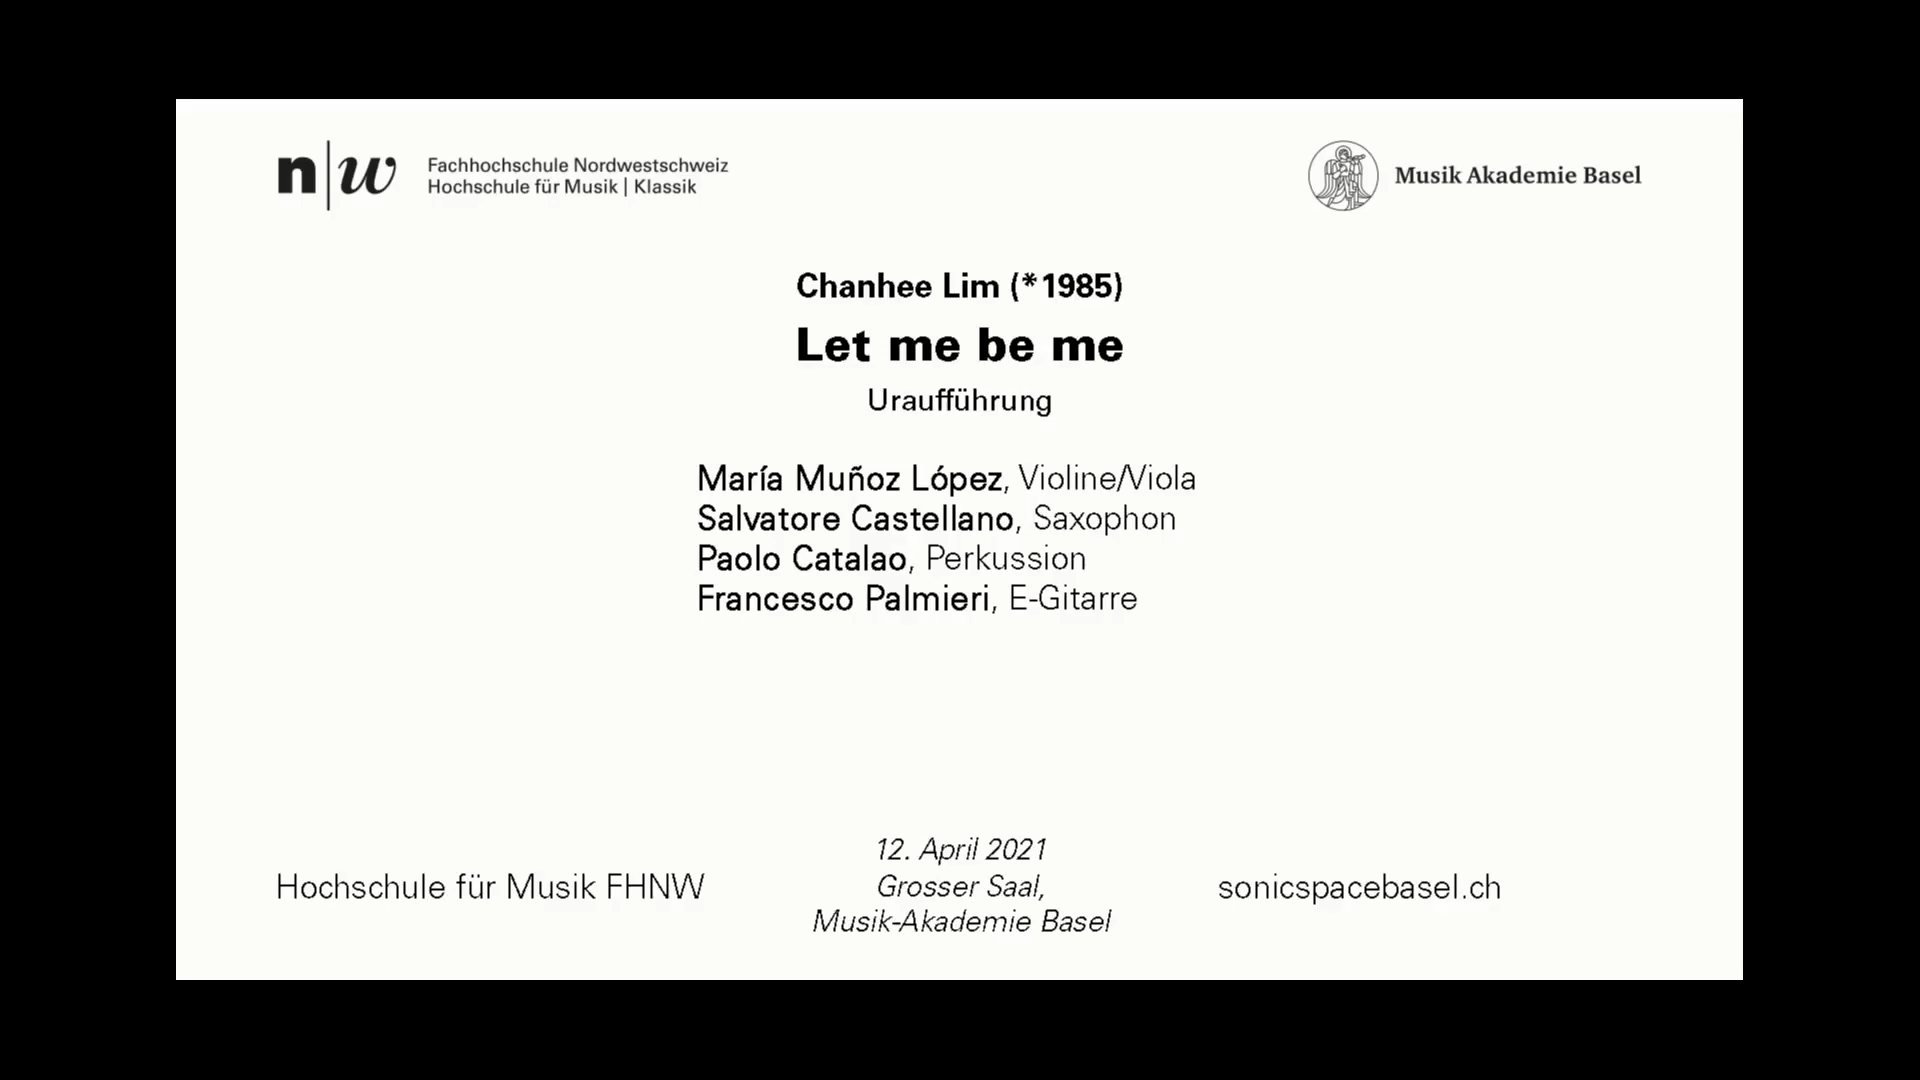 n|w
Fachhochschule Nordwestschweiz
Hochschule für Musik | Klassik
Musik Akademie Basel
Chanhee Lim (*1985)
Let me be me
Uraufführung
María Muñoz López, Violine/Viola
Salvatore Castellano, Saxophon
Paolo Catalao, Perkussion
Francesco Palmieri, E-Gitarre
Hochschule für Musik FHNW
12. April 2021
Grosser Saal,
Musik-Akademie Basel
sonicspacebasel.ch